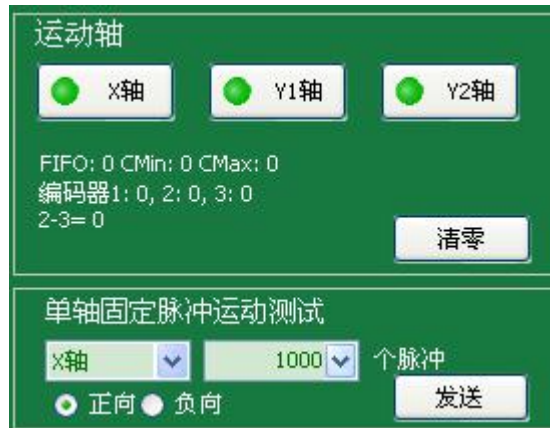 运动轴
X轴 Y1轴 Y2轴
FIFO: 0 CMin: 0 CMax: 0
编码器1: 0, 2: 0, 3: 0
2-3= 0
清零
单轴固定脉冲运动测试
X轴 1000 个脉冲
正向 负向 发送